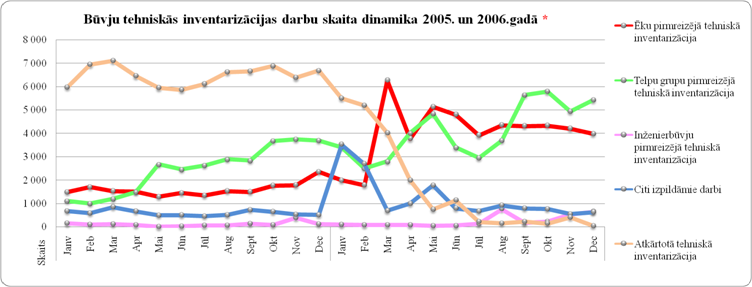 Būvju tehniskās inventarizācijas darbu skaita dinamika 2005. un 2006.gadā *
8 000
7 000
6 000
5 000
4 000
3 000
2 000
1 000
0
Skaits
Janv
Feb
Mar
Apr
Mai
Jūn
Jūl
Aug
Sept
Okt
Nov
Dec
Janv
Feb
Mar
Apr
Mai
Jūn
Jūl
Aug
Sept
Okt
Nov
Dec
Ēku pirmreizējā tehniskā
inventarizācija
Telpu grupu pirmreizējā
tehniskā inventarizācija
Inženierbūvju
pirmreizējā tehniskā
inventarizācija
Citi izpildāmie darbi
Atkārtotā tehniskā
inventarizācija